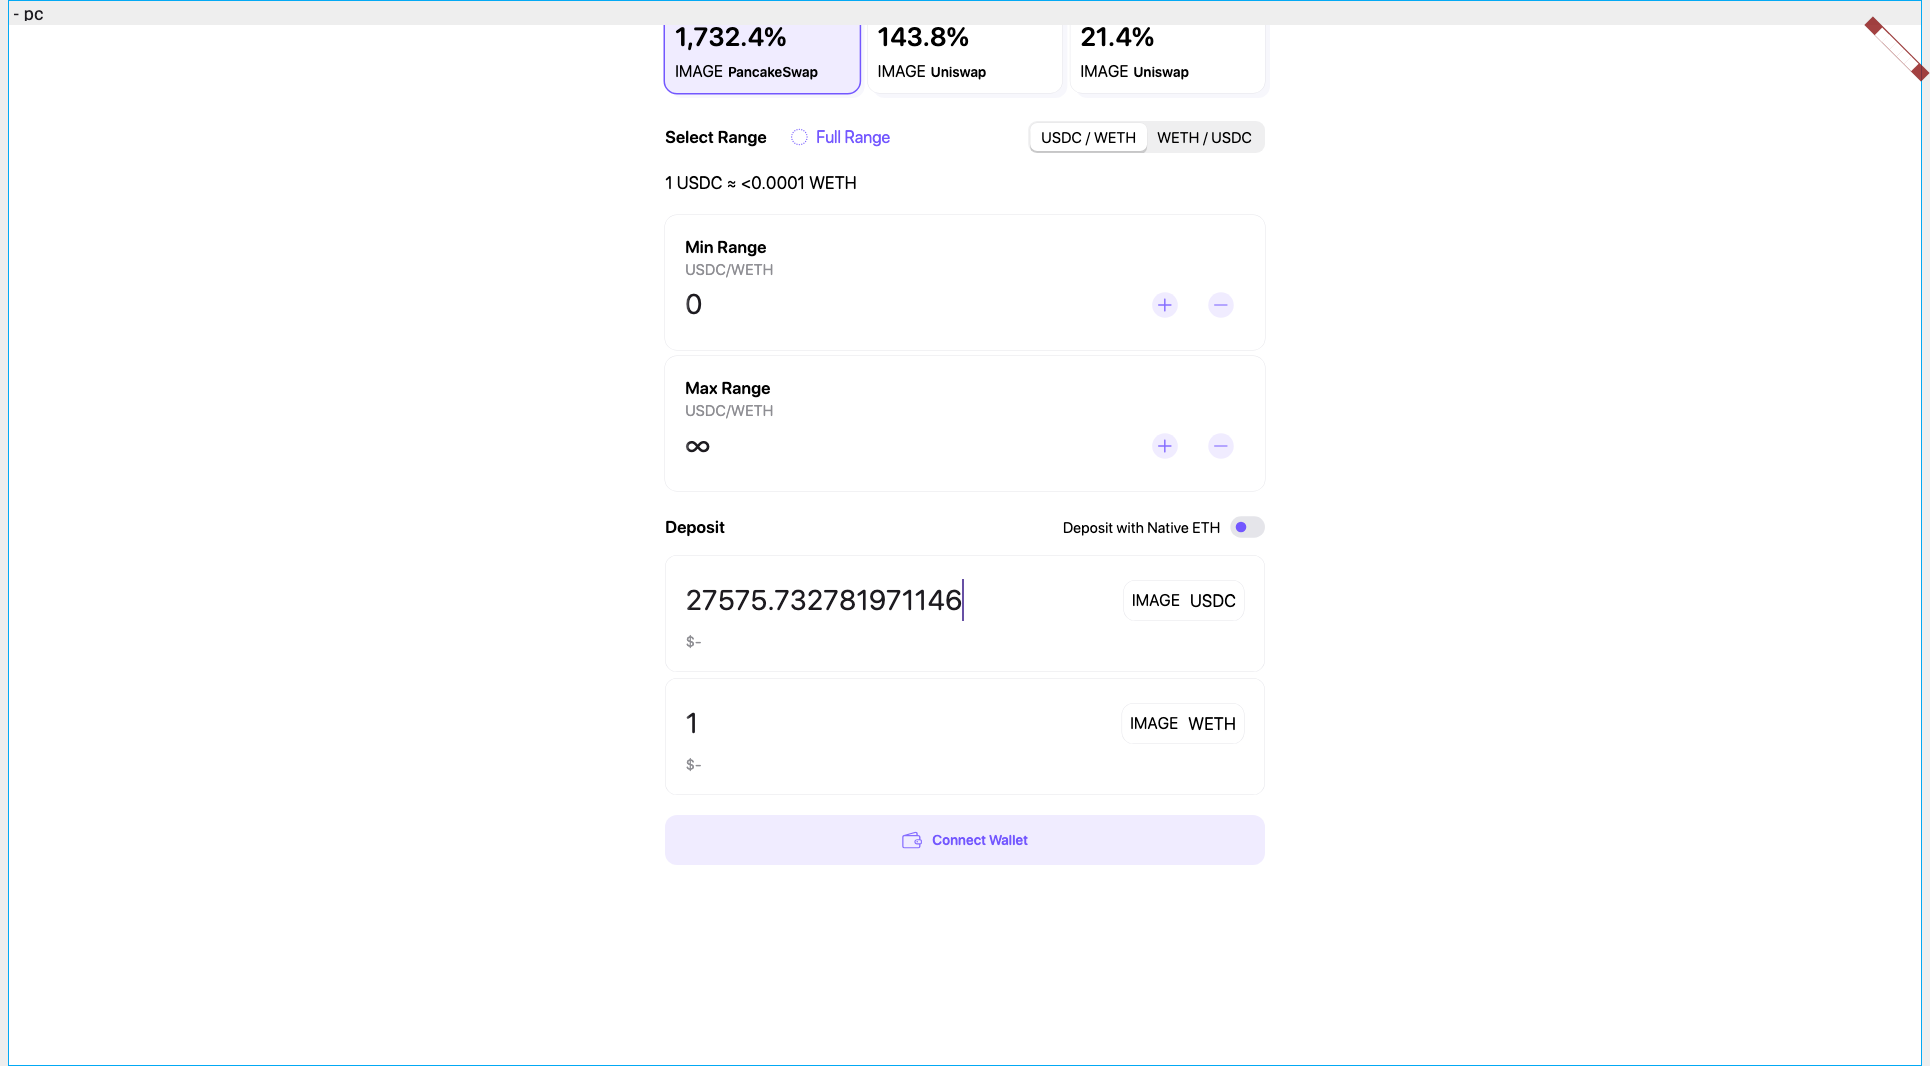 - pc
1,732.4% 143.8% 21.4%
IMAGE PancakeSwap IMAGE Uniswap IMAGE Uniswap
Select Range Full Range USDC / WETH WETH / USDC
1 USDC ≈ <0.0001 WETH
Min Range
USDC/WETH
0
Max Range
USDC/WETH
∞
Deposit Deposit with Native ETH
27575.732781971146 IMAGE USDC
$-
1 IMAGE WETH
$-
Connect Wallet